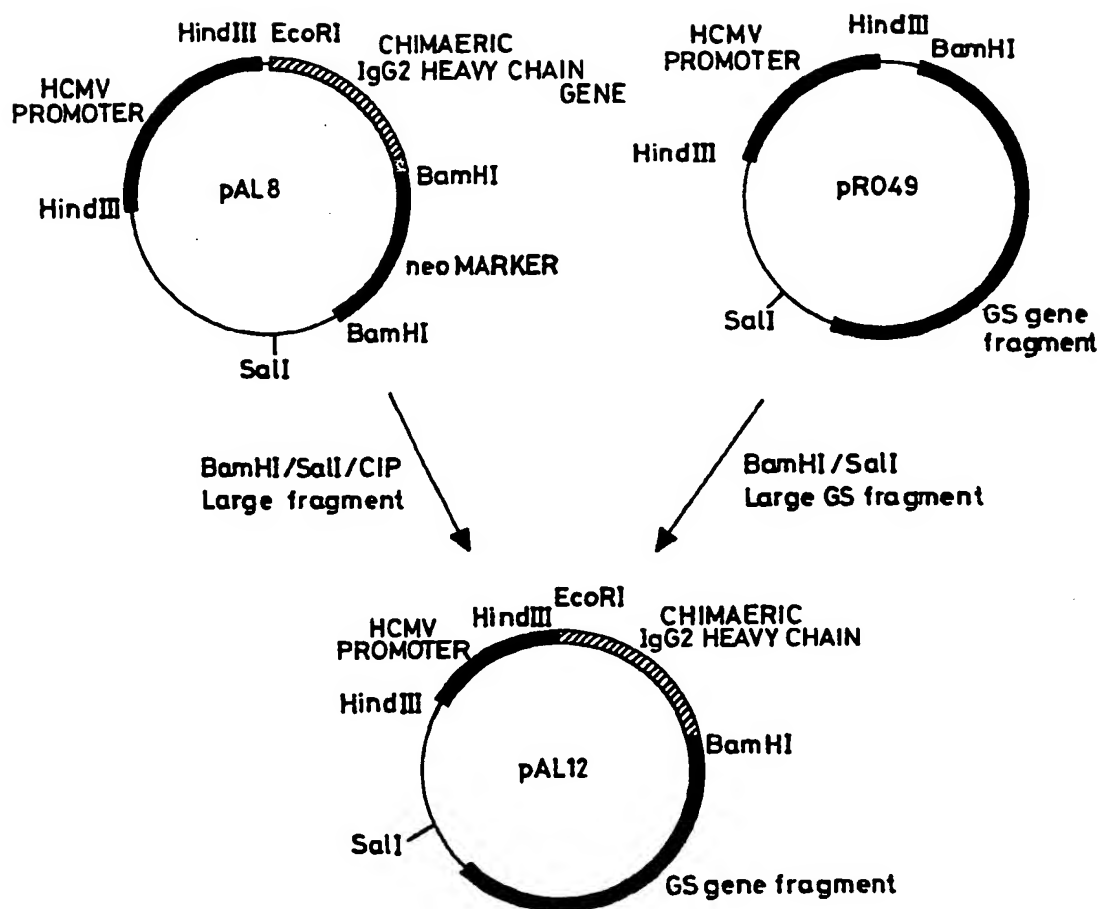 HindIII EcoRI
CHIMAERIC
IgG2 HEAVY CHAIN
GENE
HCMV
PROMOTER
BamHI
pAL8
HindIII
neo MARKER
BamHI
SalI
HCMV
PROMOTER
HindIII
BamHI
HindIII
pRO49
SalI
GS gene
fragment
BamHI/SalI/CIP
Large fragment
BamHI/SalI
Large GS fragment
HCMV
PROMOTER
HindIII
EcoRI
CHIMAERIC
IgG2 HEAVY CHAIN
HindIII
BamHI
pAL12
SalI
GS gene fragment